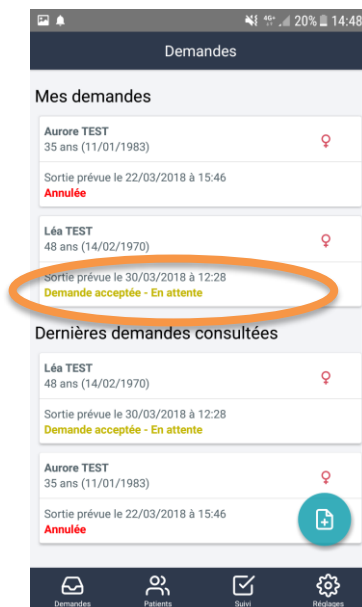 4G+ 20% 14:48
Demandes
Mes demandes
Aurore TEST
35 ans (11/01/1983)
Sortie prévue le 22/03/2018 à 15:46
Annulée
Léa TEST
48 ans (14/02/1970)
Sortie prévue le 30/03/2018 à 12:28
Demande acceptée - En attente
Dernières demandes consultées
Léa TEST
48 ans (14/02/1970)
Sortie prévue le 30/03/2018 à 12:28
Demande acceptée - En attente
Aurore TEST
35 ans (11/01/1983)
Sortie prévue le 22/03/2018 à 15:46
Annulée
Demandes Patients Suivi Réglages